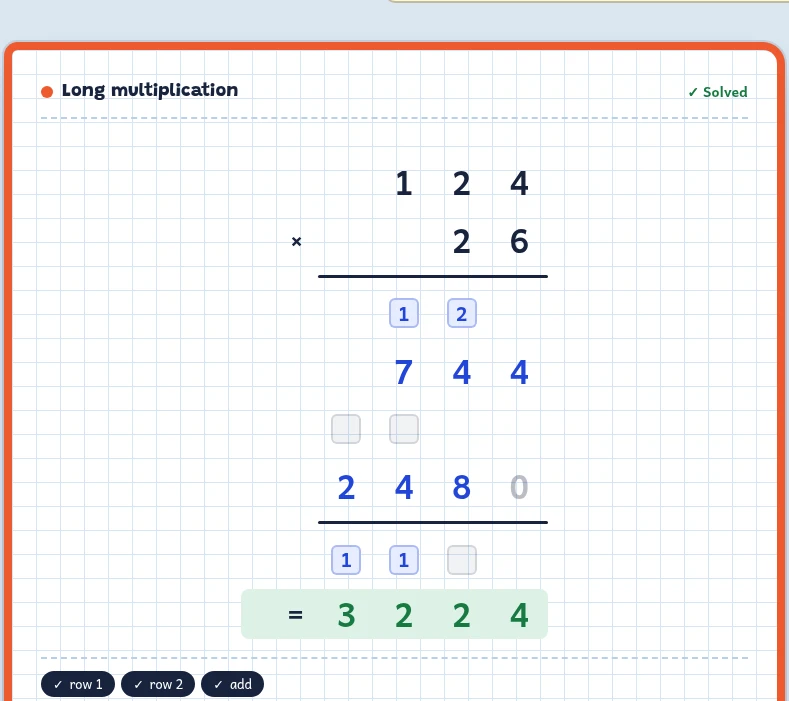 Long multiplication
✓ Solved
1 2 4
× 2 6
1 2
7 4 4
2 4 8 0
1 1
= 3 2 2 4
✓ row 1 ✓ row 2 ✓ add